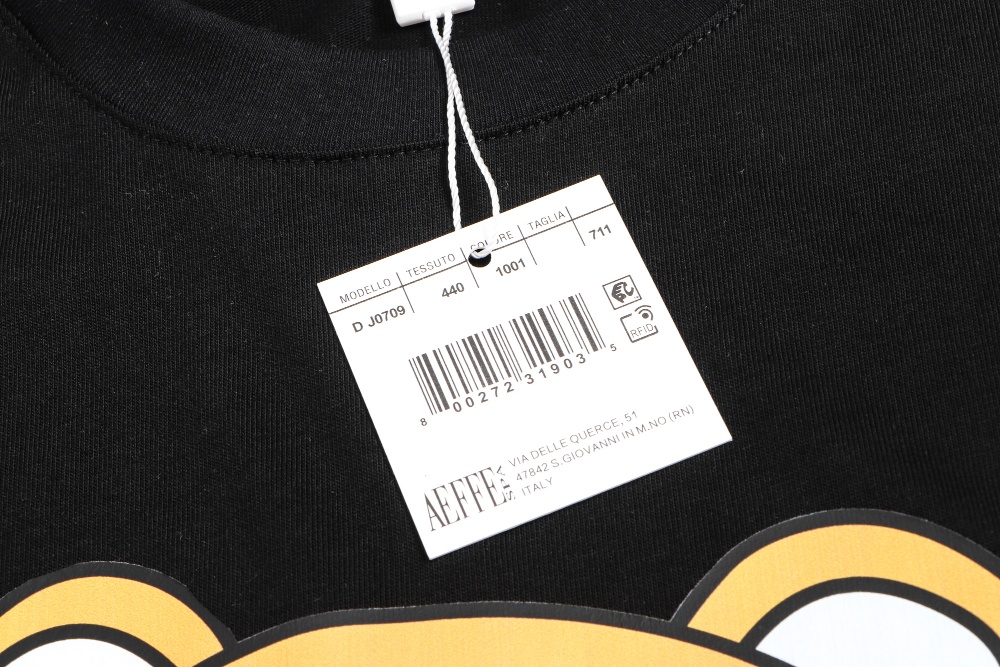 MODELLO TESSUTO COLORE TAGLIA
D J0709 440 1001 711
RFID
8 00272 31903 5
VIA DELLE QUERCE, 51
47842 S. GIOVANNI IN M.NO (RN)
ITALY
AEFFE SPA